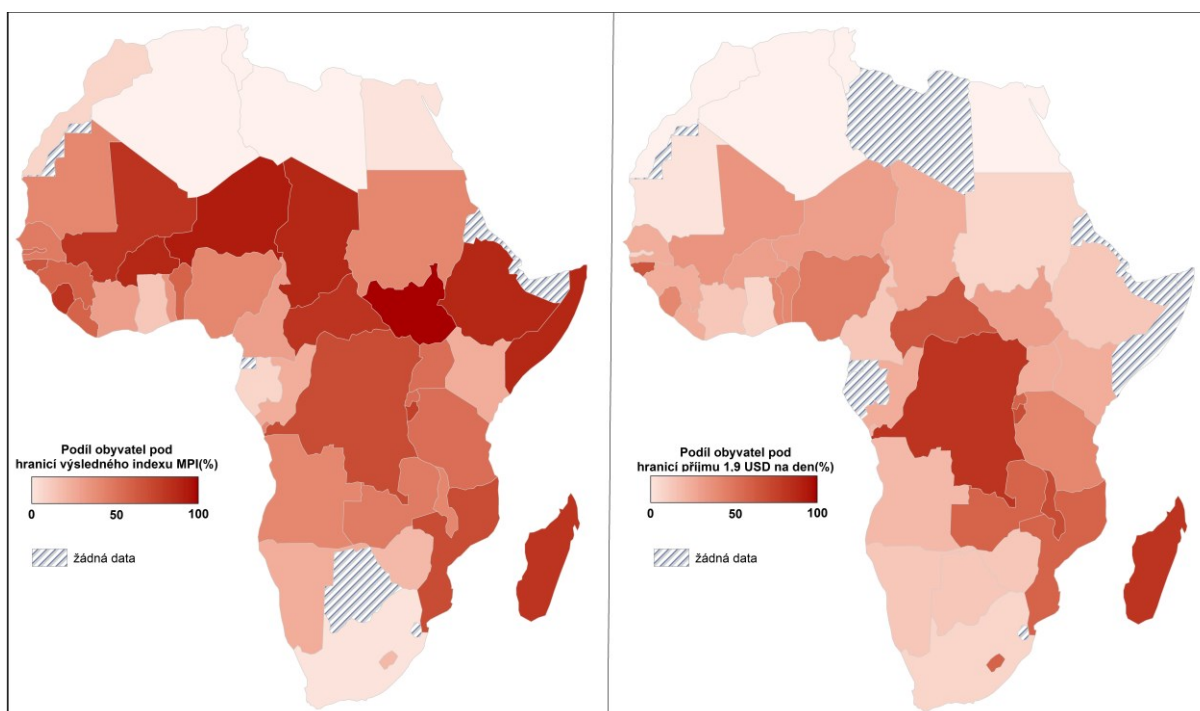 Podíl obyvatel pod
hranicí výsledného indexu MPI(%)
0 50 100
žádná data
Podíl obyvatel pod
hranicí příjmu 1.9 USD na den(%)
0 50 100
žádná data